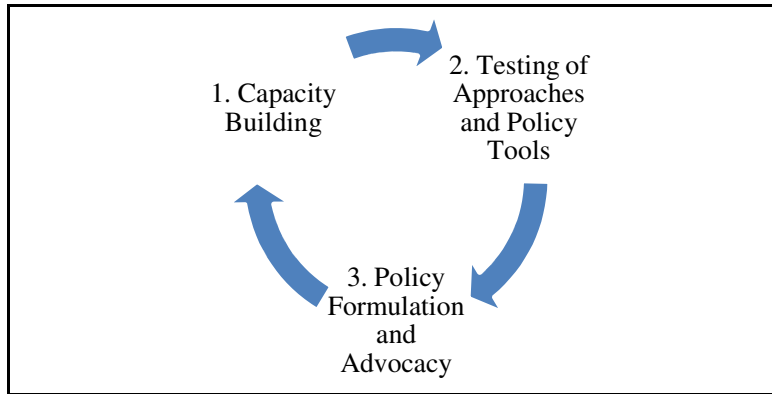 1. Capacity
Building
2. Testing of
Approaches
and Policy
Tools
3. Policy
Formulation
and
Advocacy